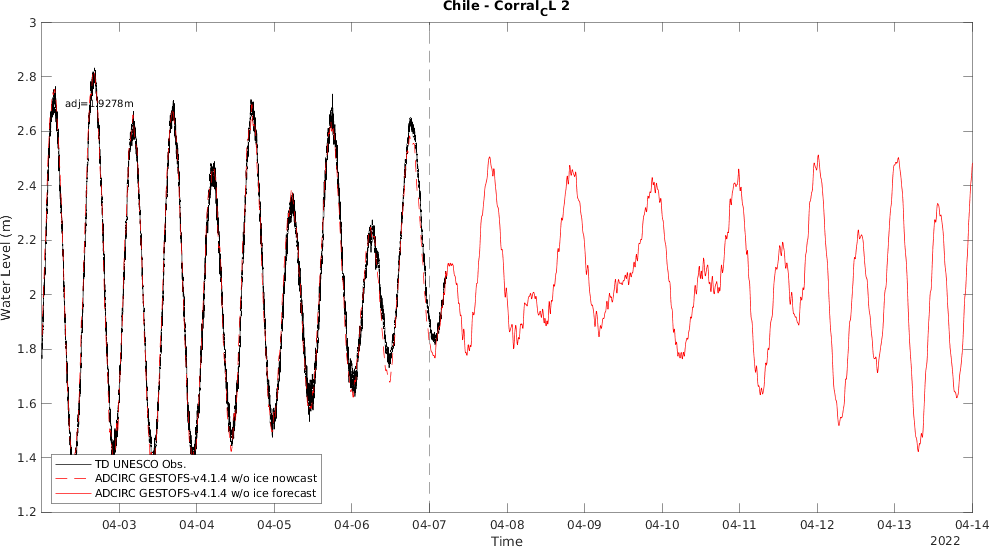 Chile - Corral_CL 2
3
2.8
adj=1.9278m
2.6
2.4
2.2
2
1.8
1.6
1.4
1.2
Water Level (m)
TD UNESCO Obs.
ADCIRC GESTOFS-v4.1.4 w/o ice nowcast
ADCIRC GESTOFS-v4.1.4 w/o ice forecast
04-03 04-04 04-05 04-06 04-07 04-08 04-09 04-10 04-11 04-12 04-13 04-14
Time
2022